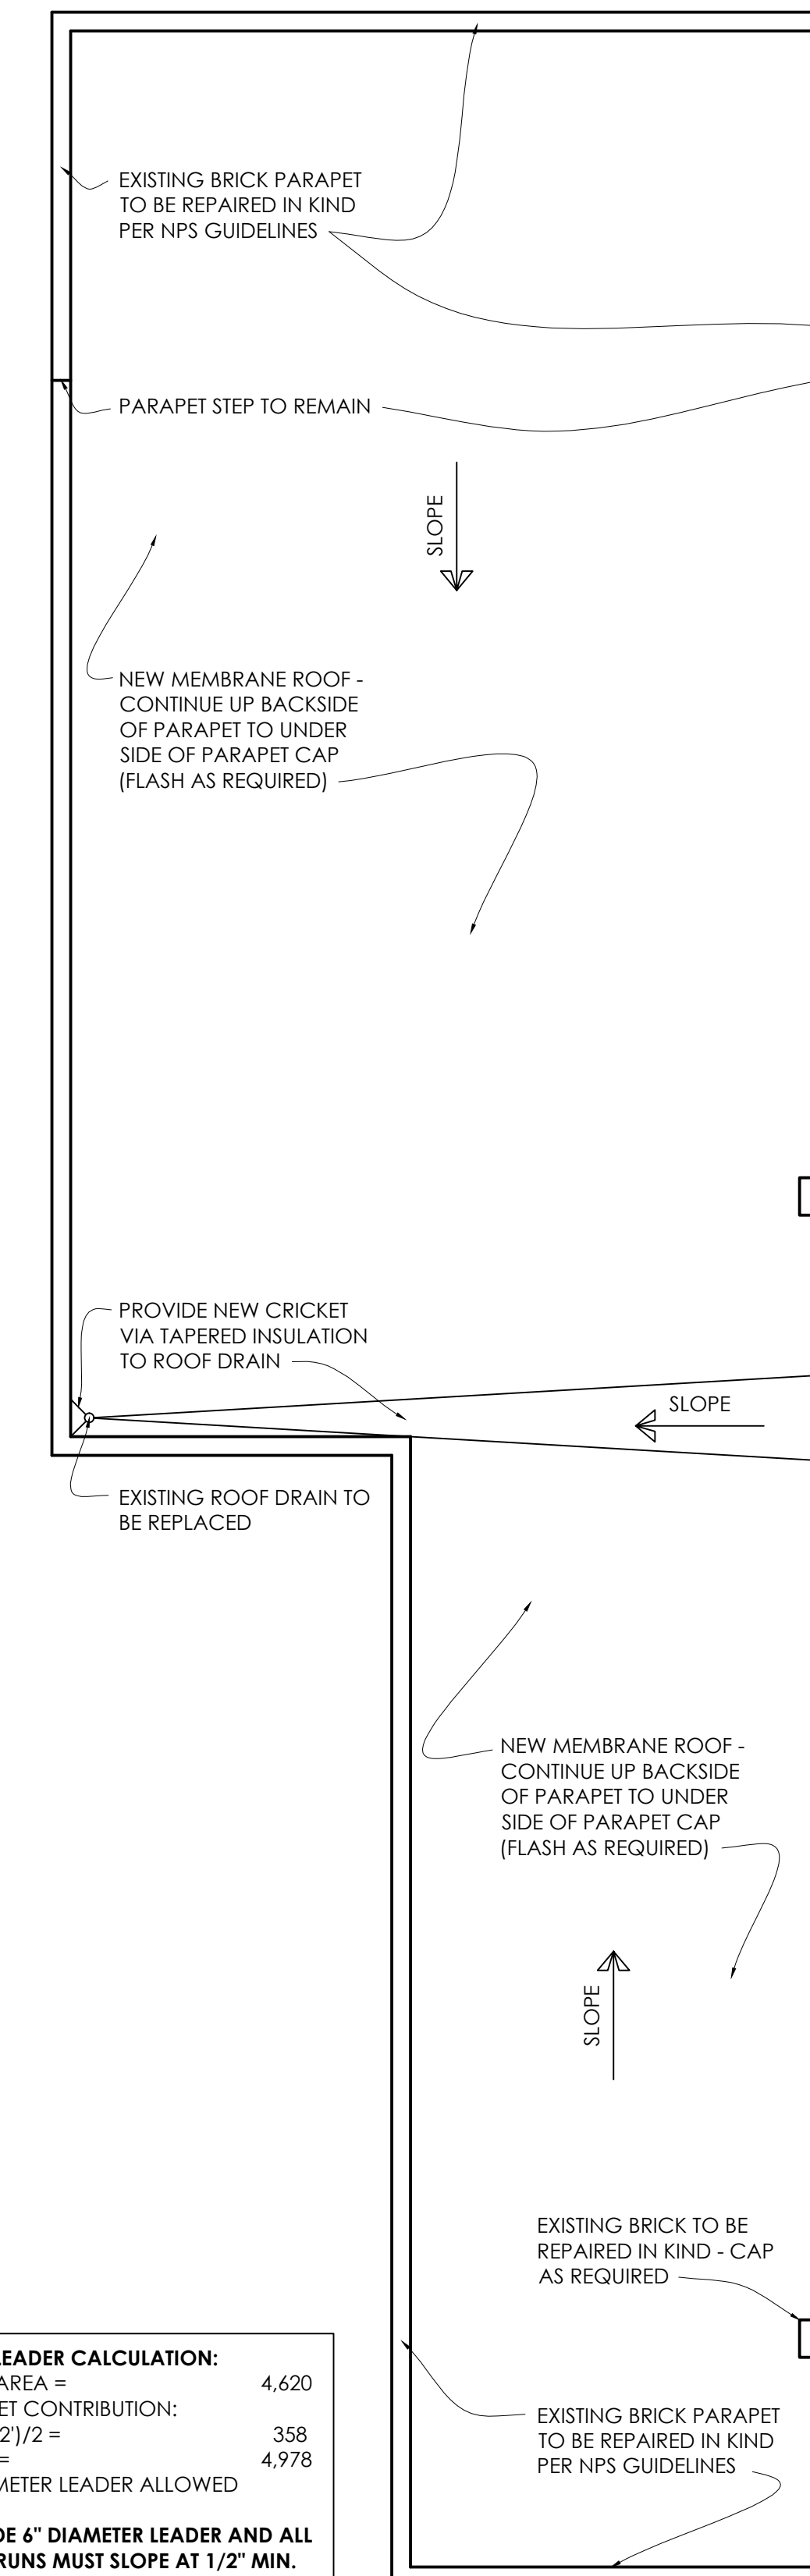 EXISTING BRICK PARAPET
TO BE REPAIRED IN KIND
PER NPS GUIDELINES
PARAPET STEP TO REMAIN
SLOPE
NEW MEMBRANE ROOF -
CONTINUE UP BACKSIDE
OF PARAPET TO UNDER
SIDE OF PARAPET CAP
(FLASH AS REQUIRED)
PROVIDE NEW CRICKET
VIA TAPERED INSULATION
TO ROOF DRAIN
SLOPE
EXISTING ROOF DRAIN TO
BE REPLACED
NEW MEMBRANE ROOF -
CONTINUE UP BACKSIDE
OF PARAPET TO UNDER
SIDE OF PARAPET CAP
(FLASH AS REQUIRED)
SLOPE
EXISTING BRICK TO BE
REPAIRED IN KIND - CAP
AS REQUIRED
EXISTING BRICK PARAPET
TO BE REPAIRED IN KIND
PER NPS GUIDELINES
LEADER CALCULATION:
AREA = 4,620
ET CONTRIBUTION:
2')/2 = 358
= 4,978
METER LEADER ALLOWED
DE 6" DIAMETER LEADER AND ALL
RUNS MUST SLOPE AT 1/2" MIN.